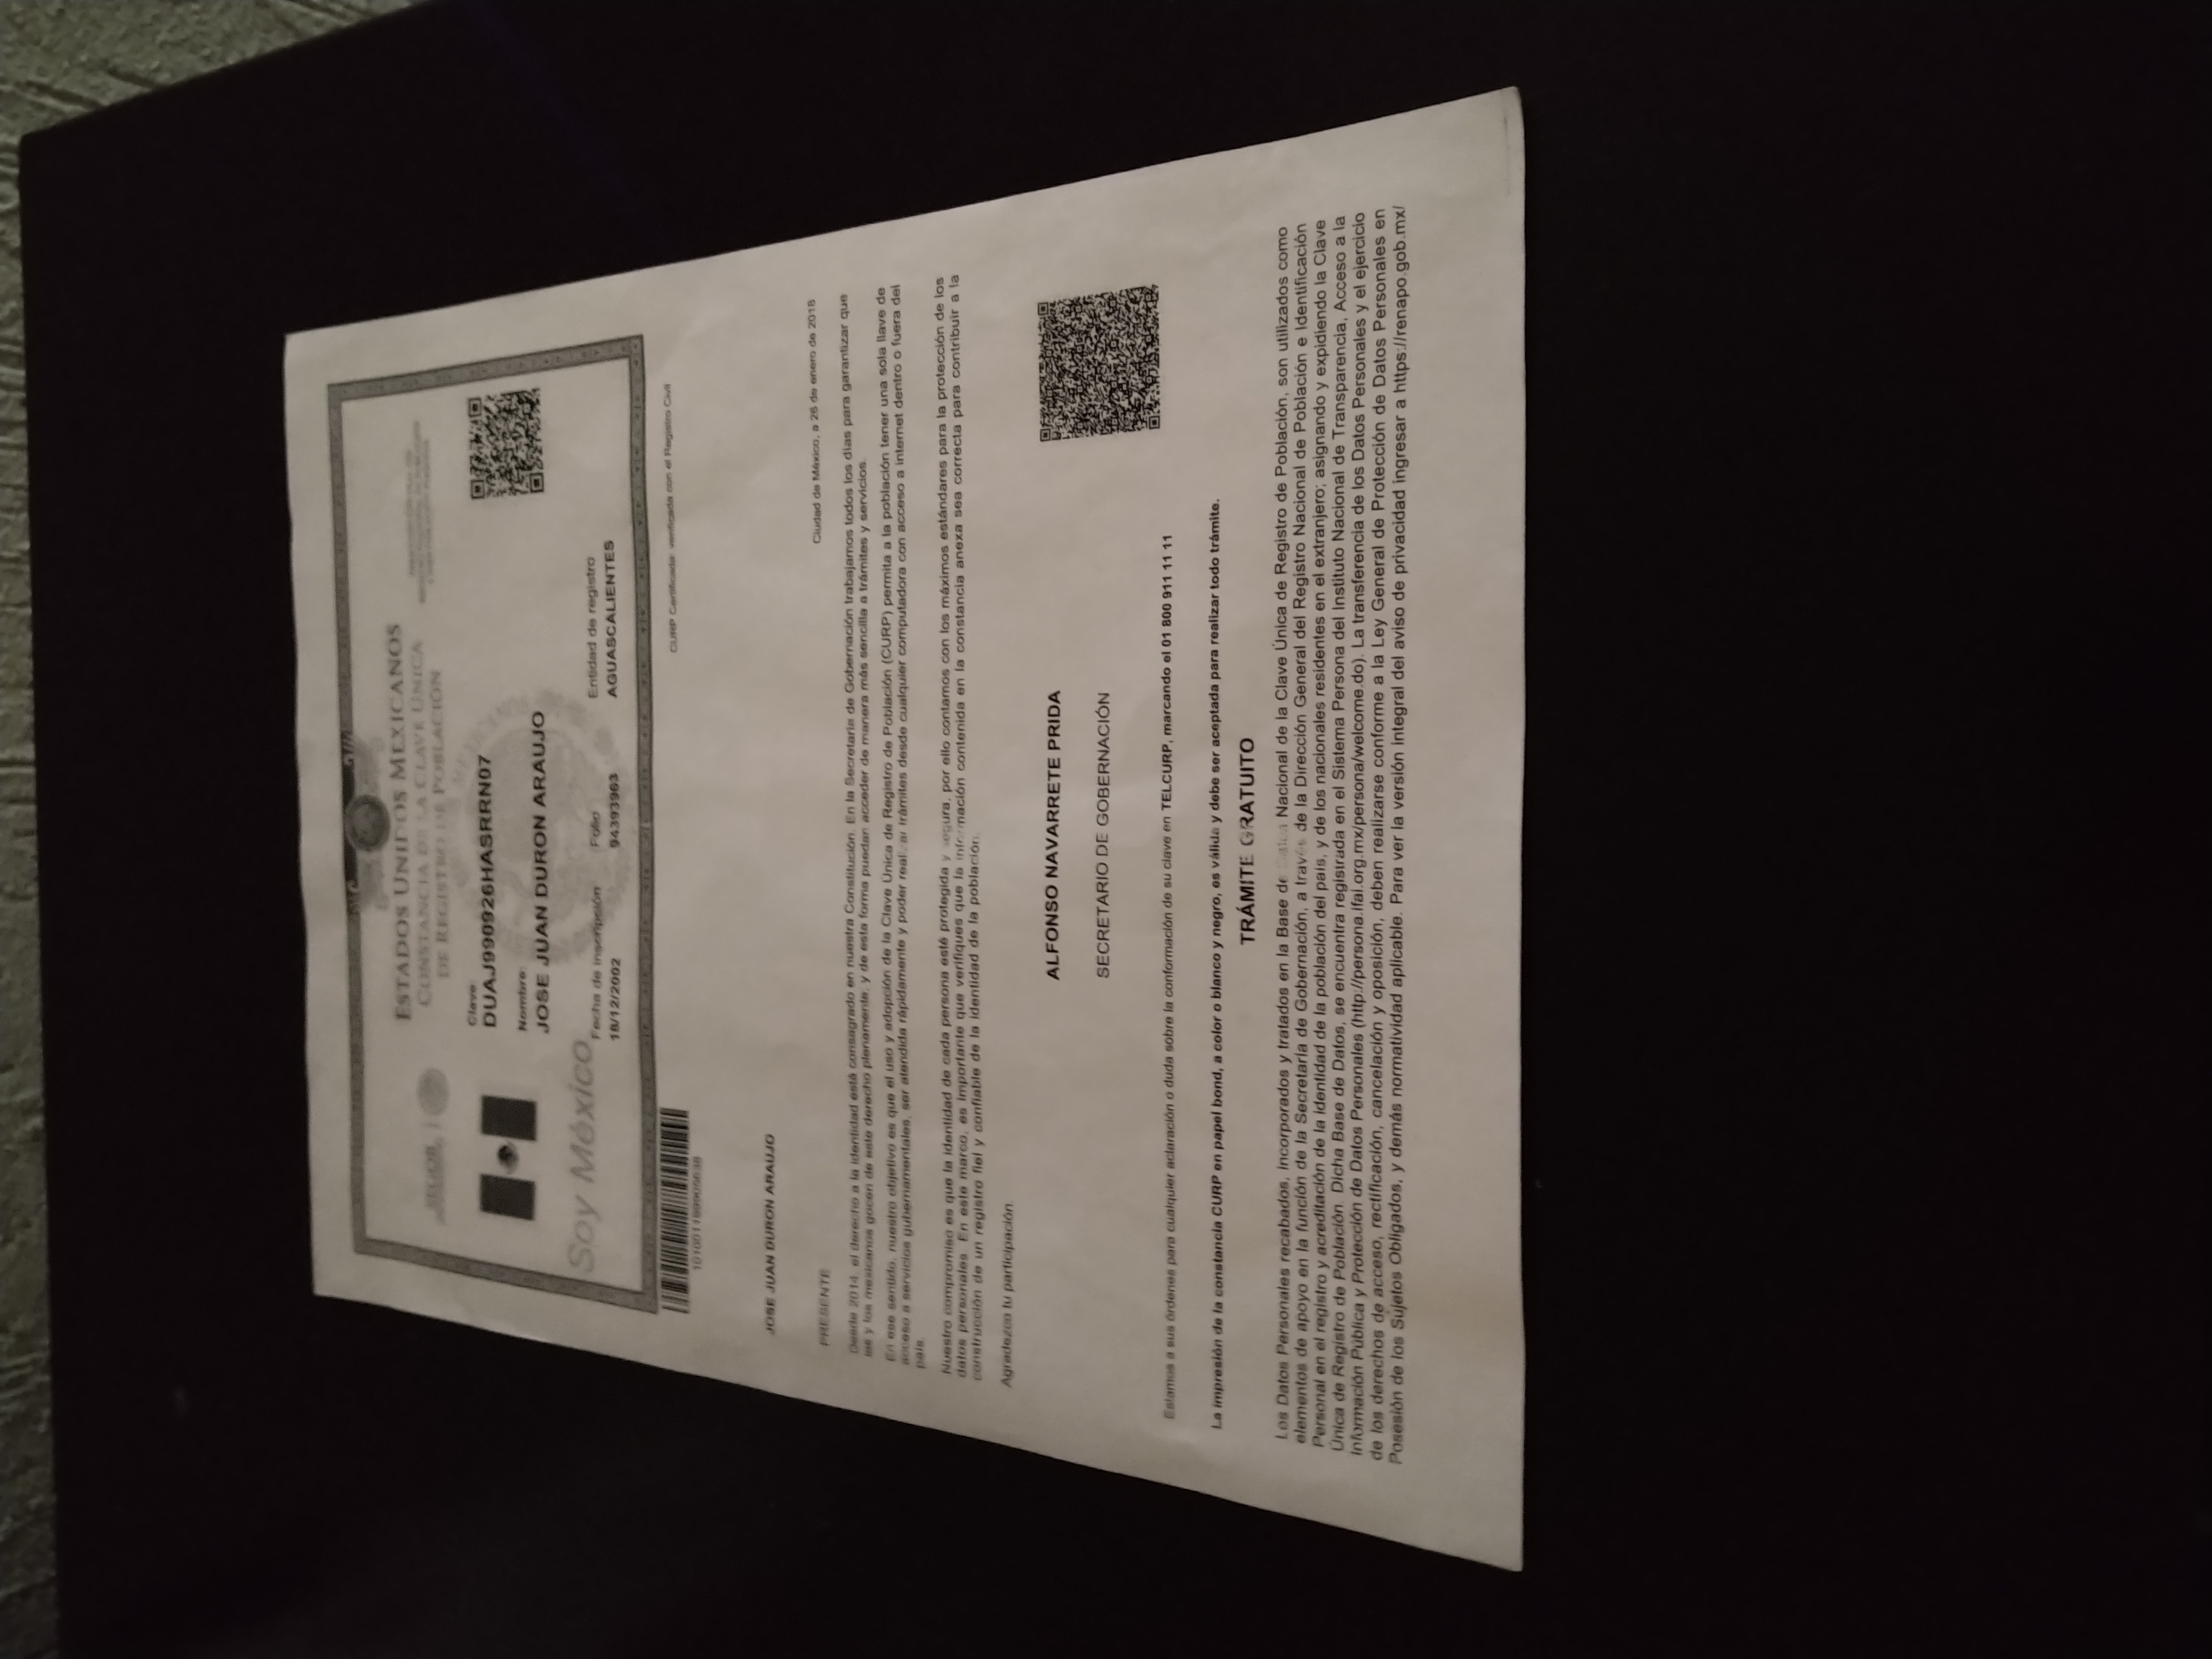 ESTADOS UNIDOS MEXICANOS
CONSTANCIA DE LA CLAVE ÚNICA
DE REGISTRO DE POBLACIÓN
SEGOB
Clave:
DUAJ990926HASRRN07
Nombre:
JOSE JUAN DURON ARAUJO
Soy México
Fecha de inscripción Folio Entidad de registro
18/12/2002 94393963 AGUASCALIENTES
CURP Certificada: verificada con el Registro Civil
JOSE JUAN DURON ARAUJO
Ciudad de México, a 26 de enero de 2018
PRESENTE
Desde 2014, el derecho a la identidad está consagrado en nuestra Constitución. En la Secretaría de Gobernación trabajamos todos los días para garantizar que
las y los mexicanos gocen de este derecho plenamente; y de esta forma puedan acceder de manera más sencilla a trámites y servicios.
En ese sentido, nuestro objetivo es que el uso y adopción de la Clave Única de Registro de Población (CURP) permita a la población tener una sola llave de
acceso a servicios gubernamentales, ser atendida rápidamente y poder realizar trámites desde cualquier computadora con acceso a internet dentro o fuera del
país.
Nuestro compromiso es que la identidad de cada persona esté protegida y segura, por ello contamos con los máximos estándares para la protección de los
datos personales. En este marco, es importante que verifiques que la información contenida en la constancia anexa sea correcta para contribuir a la
construcción de un registro fiel y confiable de la identidad de la población.
Agradezco tu participación.
ALFONSO NAVARRETE PRIDA
SECRETARIO DE GOBERNACIÓN
Estamos a sus órdenes para cualquier aclaración o duda sobre la conformación de su clave en TELCURP, marcando el 01 800 911 11 11
La impresión de la constancia CURP en papel bond, a color o blanco y negro, es válida y debe ser aceptada para realizar todo trámite.
TRÁMITE GRATUITO
Los Datos Personales recabados, incorporados y tratados en la Base de Datos Nacional de la Clave Única de Registro de Población, son utilizados como
elementos de apoyo en la función de la Secretaría de Gobernación, a través de la Dirección General del Registro Nacional de Población e Identificación
Personal en el registro y acreditación de la identidad de la población del país, y de los nacionales residentes en el extranjero; asignando y expidiendo la Clave
Única de Registro de Población. Dicha Base de Datos, se encuentra registrada en el Sistema Persona del Instituto Nacional de Transparencia, Acceso a la
Información Pública y Protección de Datos Personales (http://persona.ifai.org.mx/persona/welcome.do). La transferencia de los Datos Personales y el ejercicio
de los derechos de acceso, rectificación, cancelación y oposición, deben realizarse conforme a la Ley General de Protección de Datos Personales en
Posesión de los Sujetos Obligados, y demás normatividad aplicable. Para ver la versión integral del aviso de privacidad ingresar a https://renapo.gob.mx/